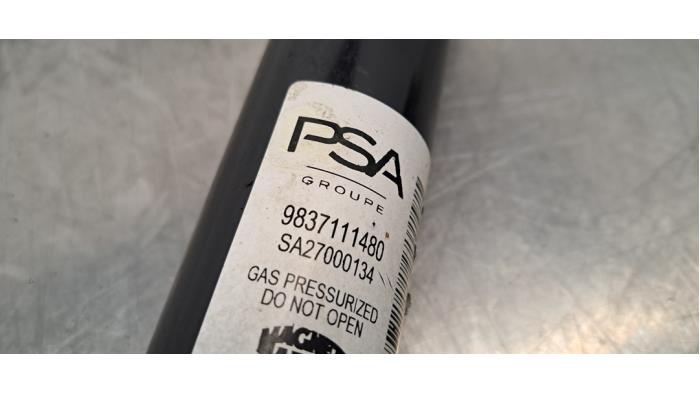 PSA
GROUPE
9837111480
SA27000134
GAS PRESSURIZED
DO NOT OPEN